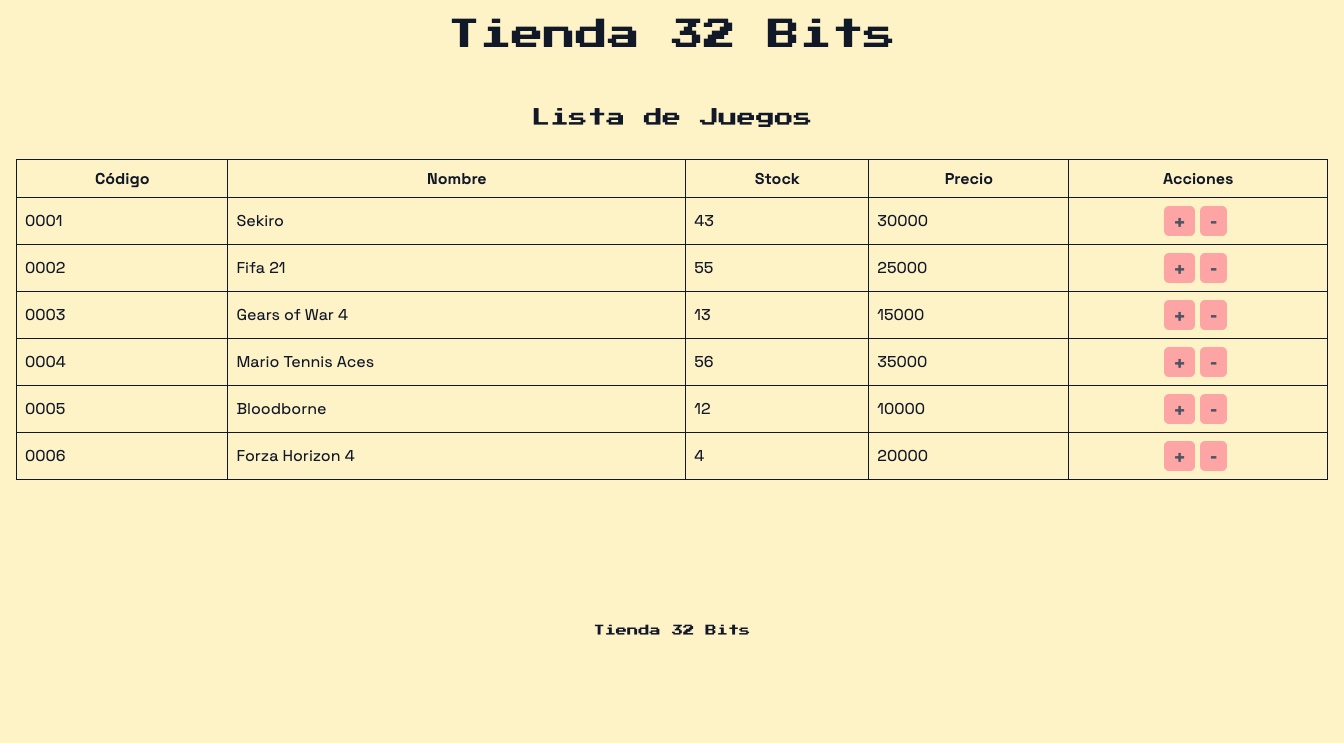 Tienda 32 Bits
Lista de Juegos
Código Nombre Stock Precio Acciones
0001 Sekiro 43 30000 + -
0002 Fifa 21 55 25000 + -
0003 Gears of War 4 13 15000 + -
0004 Mario Tennis Aces 56 35000 + -
0005 Bloodborne 12 10000 + -
0006 Forza Horizon 4 4 20000 + -
Tienda 32 Bits